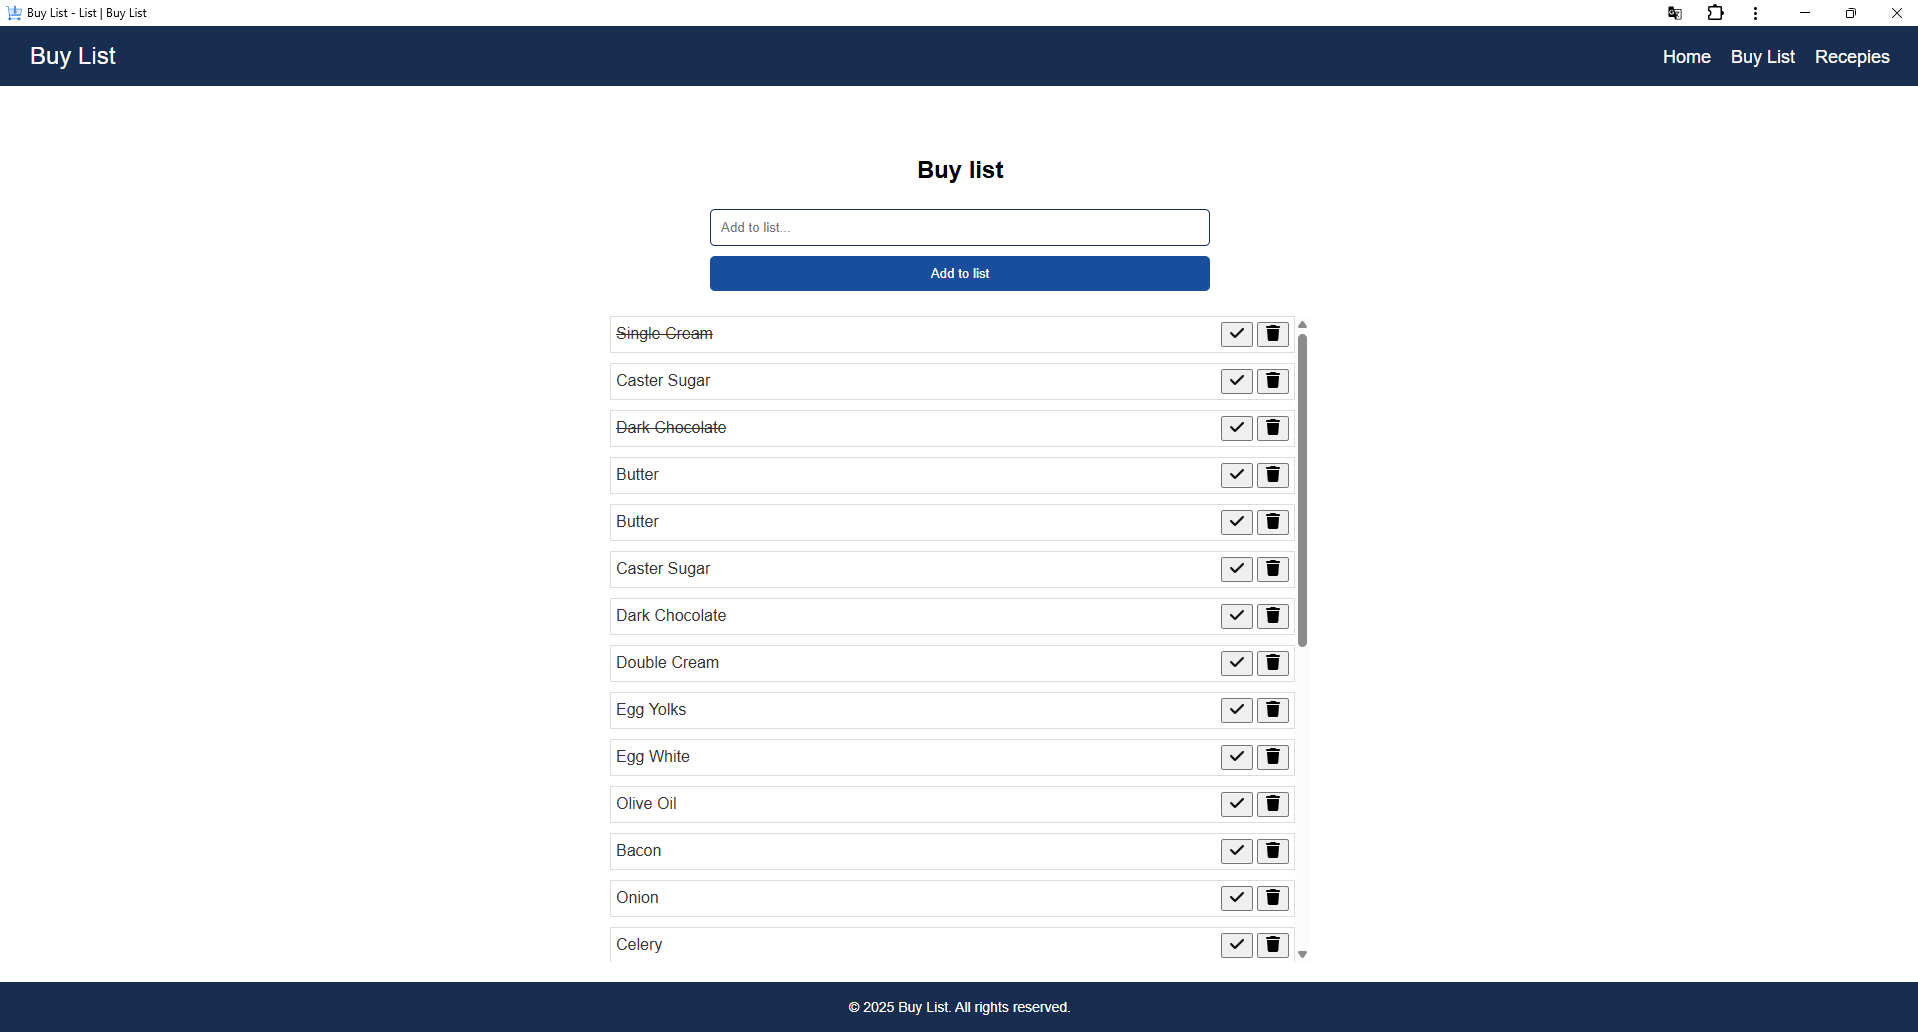 Buy List - List | Buy List
Buy List
Home Buy List Recepies
Buy list
Add to list...
Add to list
Single Cream
Caster Sugar
Dark Chocolate
Butter
Butter
Caster Sugar
Dark Chocolate
Double Cream
Egg Yolks
Egg White
Olive Oil
Bacon
Onion
Celery
© 2025 Buy List. All rights reserved.